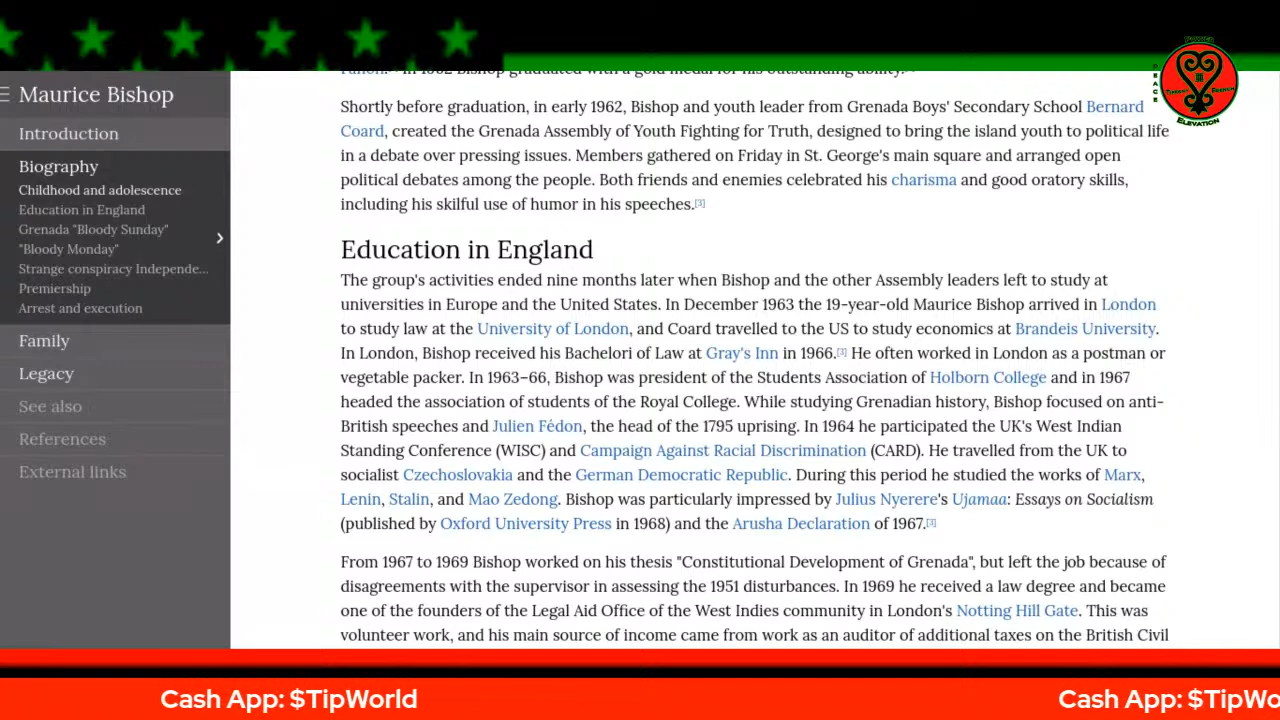 Maurice Bishop
Introduction
Biography
Childhood and adolescence
Education in England
Grenada "Bloody Sunday"
"Bloody Monday"
Strange conspiracy Independe...
Premiership
Arrest and execution
Family
Legacy
See also
References
External links
In 1962 Bishop graduated with a gold medal for his outstanding ability.
Shortly before graduation, in early 1962, Bishop and youth leader from Grenada Boys' Secondary School Bernard
Coard, created the Grenada Assembly of Youth Fighting for Truth, designed to bring the island youth to political life
in a debate over pressing issues. Members gathered on Friday in St. George's main square and arranged open
political debates among the people. Both friends and enemies celebrated his charisma and good oratory skills,
including his skilful use of humor in his speeches.[3]
Education in England
The group's activities ended nine months later when Bishop and the other Assembly leaders left to study at
universities in Europe and the United States. In December 1963 the 19-year-old Maurice Bishop arrived in London
to study law at the University of London, and Coard travelled to the US to study economics at Brandeis University.
In London, Bishop received his Bachelori of Law at Gray's Inn in 1966.[3] He often worked in London as a postman or
vegetable packer. In 1963–66, Bishop was president of the Students Association of Holborn College and in 1967
headed the association of students of the Royal College. While studying Grenadian history, Bishop focused on anti-
British speeches and Julien Fédon, the head of the 1795 uprising. In 1964 he participated the UK's West Indian
Standing Conference (WISC) and Campaign Against Racial Discrimination (CARD). He travelled from the UK to
socialist Czechoslovakia and the German Democratic Republic. During this period he studied the works of Marx,
Lenin, Stalin, and Mao Zedong. Bishop was particularly impressed by Julius Nyerere's Ujamaa: Essays on Socialism
(published by Oxford University Press in 1968) and the Arusha Declaration of 1967.[3]
From 1967 to 1969 Bishop worked on his thesis "Constitutional Development of Grenada", but left the job because of
disagreements with the supervisor in assessing the 1951 disturbances. In 1969 he received a law degree and became
one of the founders of the Legal Aid Office of the West Indies community in London's Notting Hill Gate. This was
volunteer work, and his main source of income came from work as an auditor of additional taxes on the British Civil
POWER
PEACE
ELEVATION
Cash App: $TipWorld
Cash App: $TipWo